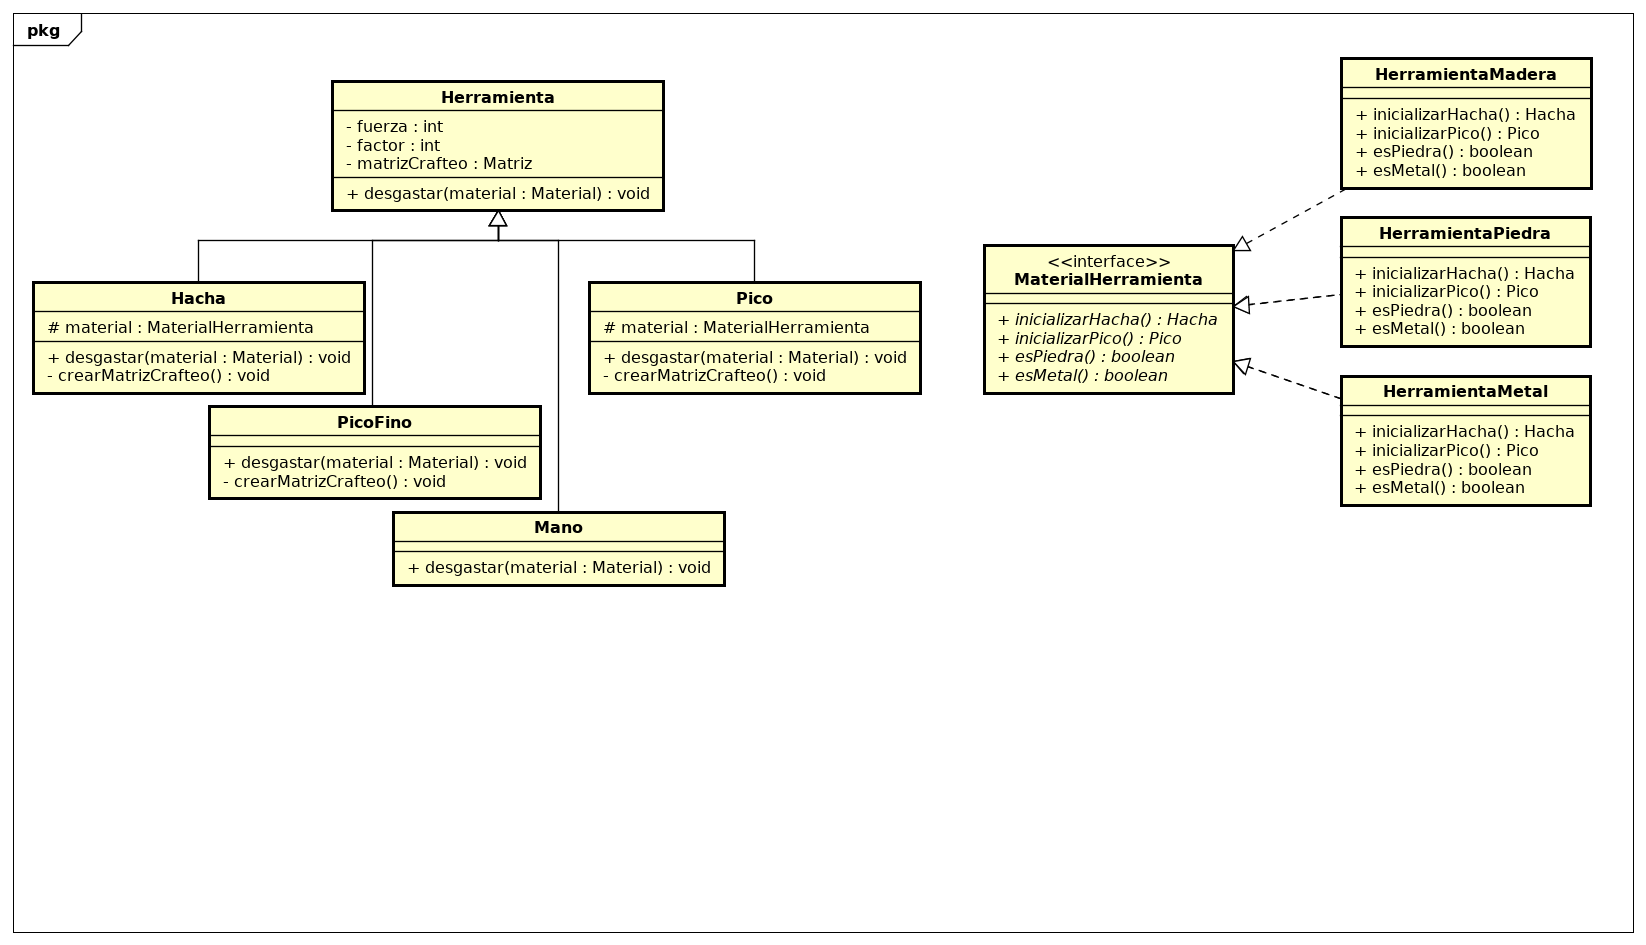 pkg
Herramienta
- fuerza : int
- factor : int
- matrizCrafteo : Matriz
+ desgastar(material : Material) : void
Hacha
# material : MaterialHerramienta
+ desgastar(material : Material) : void
- crearMatrizCrafteo() : void
Pico
# material : MaterialHerramienta
+ desgastar(material : Material) : void
- crearMatrizCrafteo() : void
PicoFino
+ desgastar(material : Material) : void
- crearMatrizCrafteo() : void
Mano
+ desgastar(material : Material) : void
<<interface>>
MaterialHerramienta
+ inicializarHacha() : Hacha
+ inicializarPico() : Pico
+ esPiedra() : boolean
+ esMetal() : boolean
HerramientaMadera
+ inicializarHacha() : Hacha
+ inicializarPico() : Pico
+ esPiedra() : boolean
+ esMetal() : boolean
HerramientaPiedra
+ inicializarHacha() : Hacha
+ inicializarPico() : Pico
+ esPiedra() : boolean
+ esMetal() : boolean
HerramientaMetal
+ inicializarHacha() : Hacha
+ inicializarPico() : Pico
+ esPiedra() : boolean
+ esMetal() : boolean